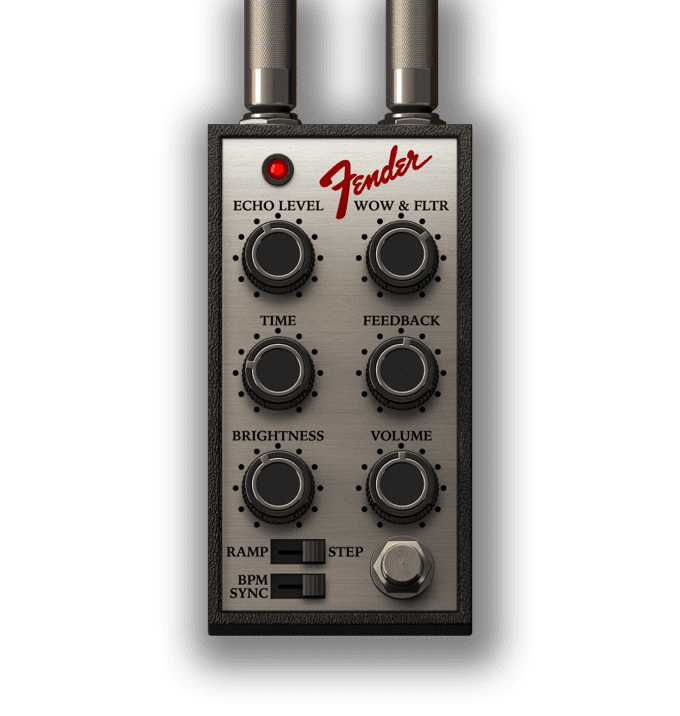 Fender
ECHO LEVEL
WOW & FLTR
TIME
FEEDBACK
BRIGHTNESS
VOLUME
RAMP
STEP
BPM
SYNC